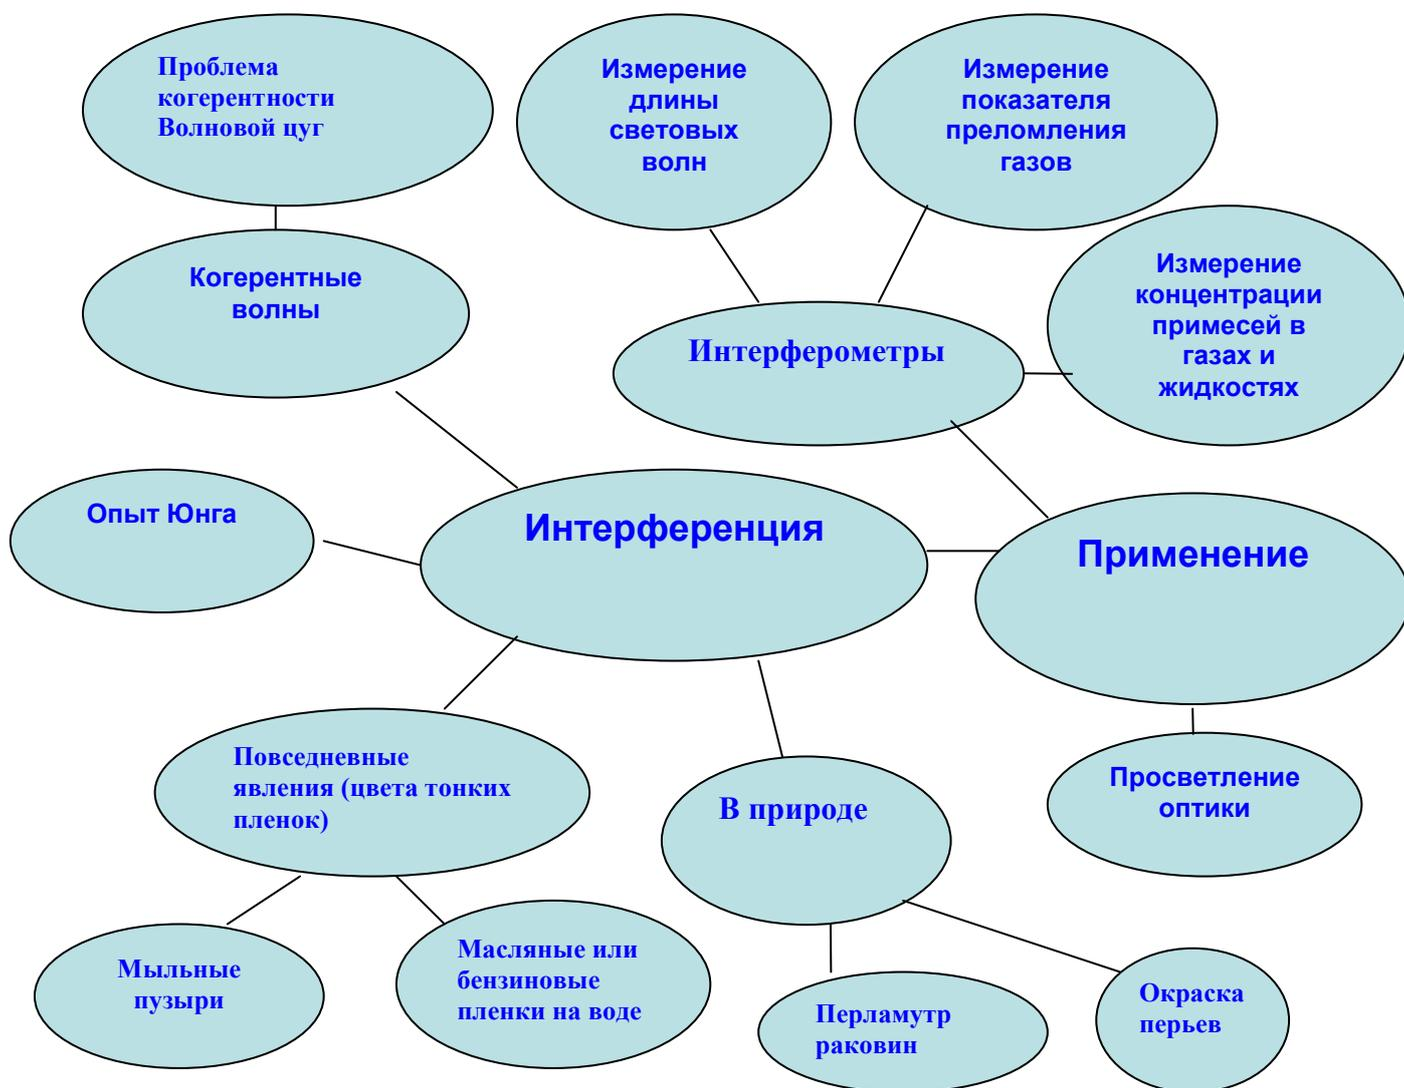 Проблема
когерентности
Волновой цуг
Измерение
длины
световых
волн
Измерение
показателя
преломления
газов
Когерентные
волны
Интерферометры
Измерение
концентрации
примесей в
газах и
жидкостях
Опыт Юнга
Интерференция
Применение
Повседневные
явления (цвета тонких
пленок)
В природе
Просветление
оптики
Мыльные
пузыри
Масляные или
бензиновые
пленки на воде
Перламутр
раковин
Окраска
перьев